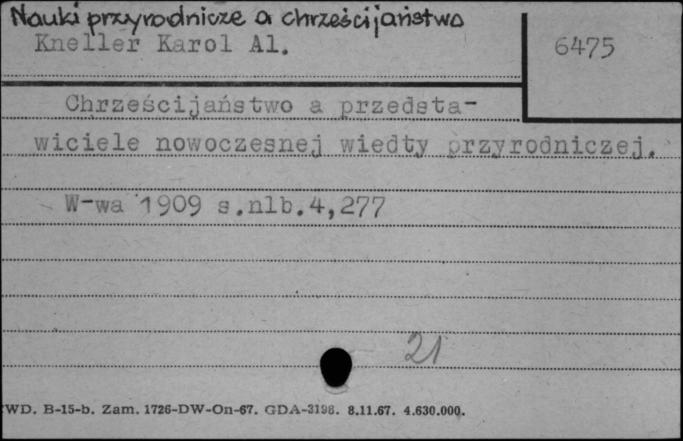 Nauki przyrodnicze a chrześcijaństwo
Kneller Karol Al.
6475
Chrześcijaństwo a przedsta-
wiciele nowoczesnej wiedty przyrodniczej.
W-wa 1909 s.nlb.4,277
21
WD. B-15-b. Zam. 1726-DW-On-67. GDA-3198. 8.11.67. 4.630.000.